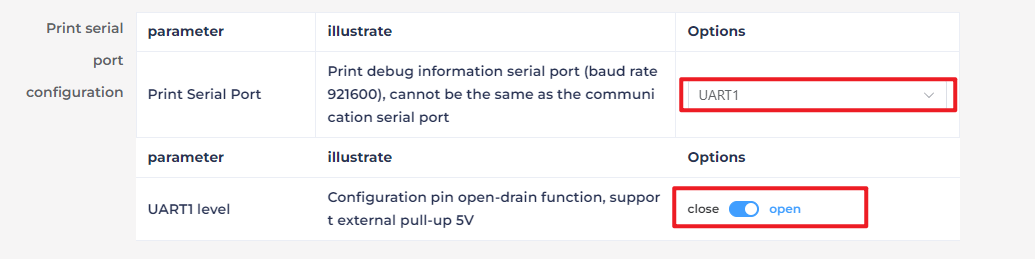 Print serial
port
configuration
parameter illustrate Options
Print Serial Port
Print debug information serial port (baud rate
921600), cannot be the same as the communi
cation serial port
UART1
parameter illustrate Options
UART1 level
Configuration pin open-drain function, suppor
t external pull-up 5V
close open